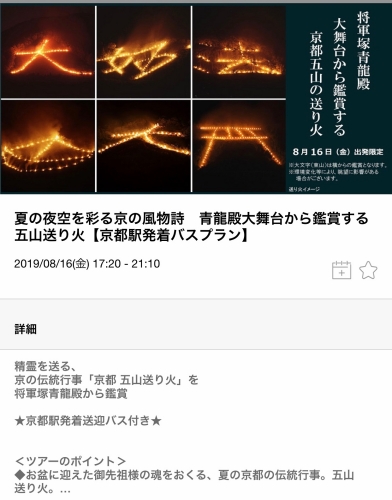 将軍塚青龍殿
大舞台から鑑賞する
京都五山の送り火
8月16日（金）出発限定
※大文字（東山）は横からの鑑賞となります。
※環境変化等により、眺望に影響がある
場合がございます。
送り火イメージ
夏の夜空を彩る京の風物詩　青龍殿大舞台から鑑賞する
五山送り火【京都駅発着バスプラン】
2019/08/16(金) 17:20 - 21:10
詳細
精霊を送る、
京の伝統行事「京都 五山送り火」を
将軍塚青龍殿から鑑賞
★京都駅発着送迎バス付き★
＜ツアーのポイント＞
◆お盆に迎えた御先祖様の魂をおくる、夏の京都の伝統行事。五山
送り火。...